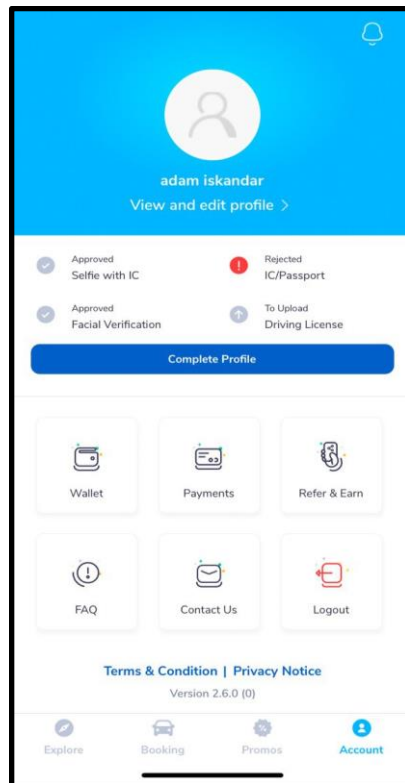 adam iskandar
View and edit profile >
Approved
Selfie with IC
Rejected
IC/Passport
Approved
Facial Verification
To Upload
Driving License
Complete Profile
Wallet
Payments
Refer & Earn
FAQ
Contact Us
Logout
Terms & Condition | Privacy Notice
Version 2.6.0 (0)
Explore
Booking
Promos
Account